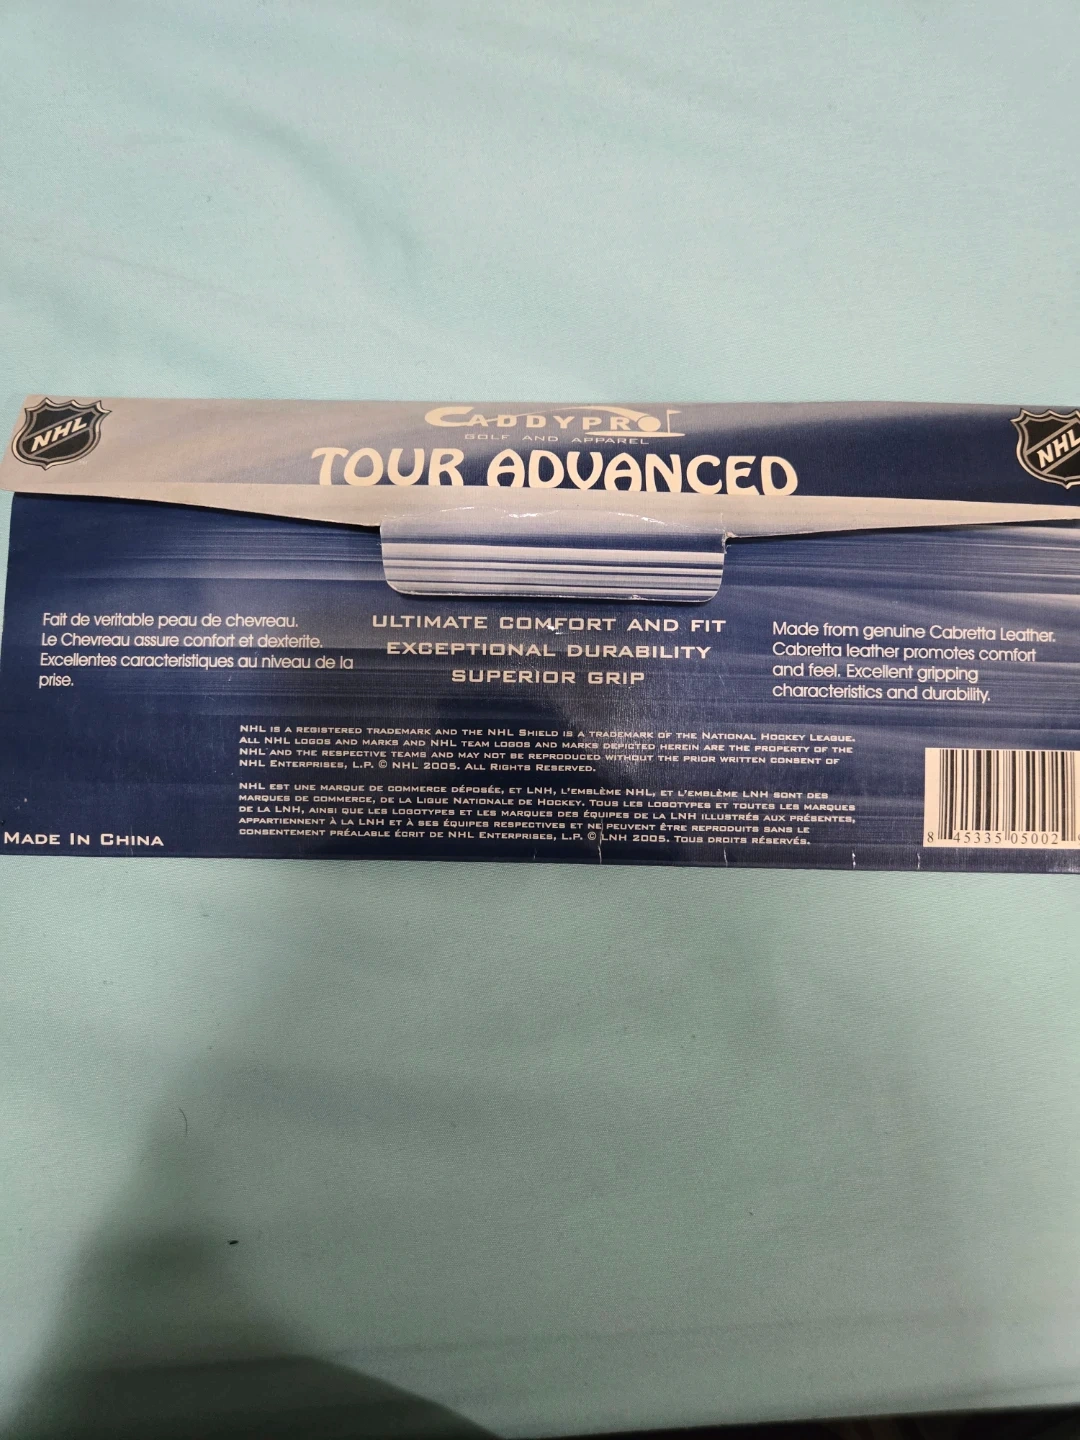 NHL
CADDYPRO
GOLF AND APPAREL
TOUR ADVANCED
NHL
Fait de veritable peau de chevreau.
Le Chevreau assure confort et dexterite.
Excellentes caracteristiques au niveau de la
prise.
ULTIMATE COMFORT AND FIT
EXCEPTIONAL DURABILITY
SUPERIOR GRIP
Made from genuine Cabretta Leather.
Cabretta leather promotes comfort
and feel. Excellent gripping
characteristics and durability.
NHL IS A REGISTERED TRADEMARK AND THE NHL SHIELD IS A TRADEMARK OF THE NATIONAL HOCKEY LEAGUE.
ALL NHL LOGOS AND MARKS AND NHL TEAM LOGOS AND MARKS DEPICTED HEREIN ARE THE PROPERTY OF THE
NHL AND THE RESPECTIVE TEAMS AND MAY NOT BE REPRODUCED WITHOUT THE PRIOR WRITTEN CONSENT OF
NHL ENTERPRISES, L.P. © NHL 2005. ALL RIGHTS RESERVED.
NHL EST UNE MARQUE DE COMMERCE DÉPOSÉE, ET LNH, L'EMBLÈME NHL, ET L'EMBLÈME LNH SONT DES
MARQUES DE COMMERCE, DE LA LIGUE NATIONALE DE HOCKEY. TOUS LES LOGOTYPES ET TOUTES LES MARQUES
DE LA LNH, AINSI QUE LES LOGOTYPES ET LES MARQUES DES ÉQUIPES DE LA LNH ILLUSTRÉS AUX PRÉSENTES,
APPARTIENNENT À LA LNH ET À SES ÉQUIPES RESPECTIVES ET NE PEUVENT ÊTRE REPRODUITS SANS LE
CONSENTEMENT PRÉALABLE ÉCRIT DE NHL ENTERPRISES, L.P. © LNH 2005. TOUS DROITS RÉSERVÉS.
MADE IN CHINA
8 45335 05002